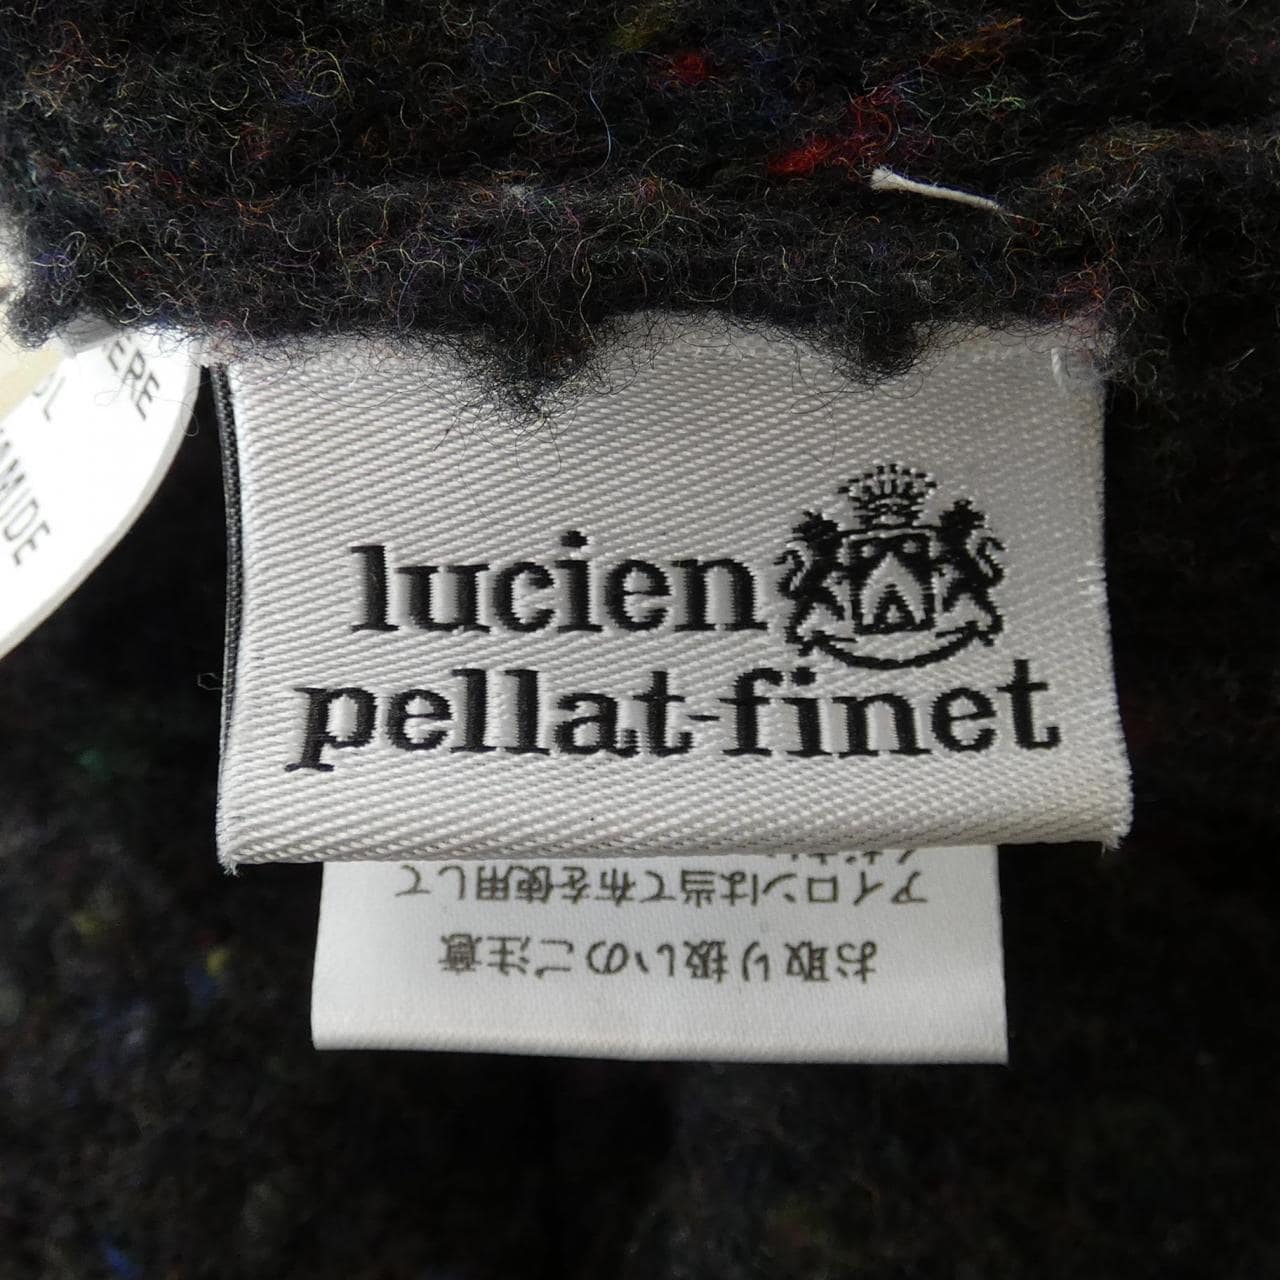 lucien
pellat-finet
お取り扱いのご注意
アイロンは当て布を使用して